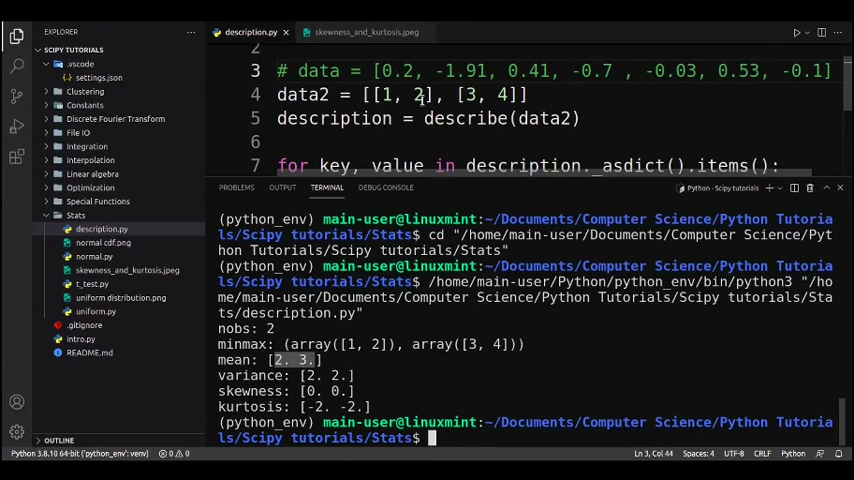 EXPLORER
SCIPY TUTORIALS
.vscode
settings.json
Clustering
Constants
Discrete Fourier Transform
File IO
Integration
Interpolation
Linear algebra
Optimization
Special Functions
Stats
description.py
normal cdf.png
normal.py
skewness_and_kurtosis.jpeg
t_test.py
uniform distribution.png
uniform.py
.gitignore
intro.py
README.md
OUTLINE
description.py
skewness_and_kurtosis.jpeg
2
3 # data = [0.2, -1.91, 0.41, -0.7 , -0.03, 0.53, -0.1]
4 data2 = [[1, 2], [3, 4]]
5 description = describe(data2)
6
7 for key, value in description._asdict().items():
PROBLEMS OUTPUT TERMINAL DEBUG CONSOLE
Python - Scipy tutorials
(python_env) main-user@linuxmint:~/Documents/Computer Science/Python Tutoria
ls/Scipy tutorials/Stats$ cd "/home/main-user/Documents/Computer Science/Pyt
hon Tutorials/Scipy tutorials/Stats"
(python_env) main-user@linuxmint:~/Documents/Computer Science/Python Tutoria
ls/Scipy tutorials/Stats$ /home/main-user/Python/python_env/bin/python3 "/ho
me/main-user/Documents/Computer Science/Python Tutorials/Scipy tutorials/Sta
ts/description.py"
nobs: 2
minmax: (array([1, 2]), array([3, 4]))
mean: [2. 3.]
variance: [2. 2.]
skewness: [0. 0.]
kurtosis: [-2. -2.]
(python_env) main-user@linuxmint:~/Documents/Computer Science/Python Tutoria
ls/Scipy tutorials/Stats$
Python 3.8.10 64-bit ('python_env': venv) 0 0 Ln 3, Col 44 Spaces: 4 UTF-8 CRLF Python